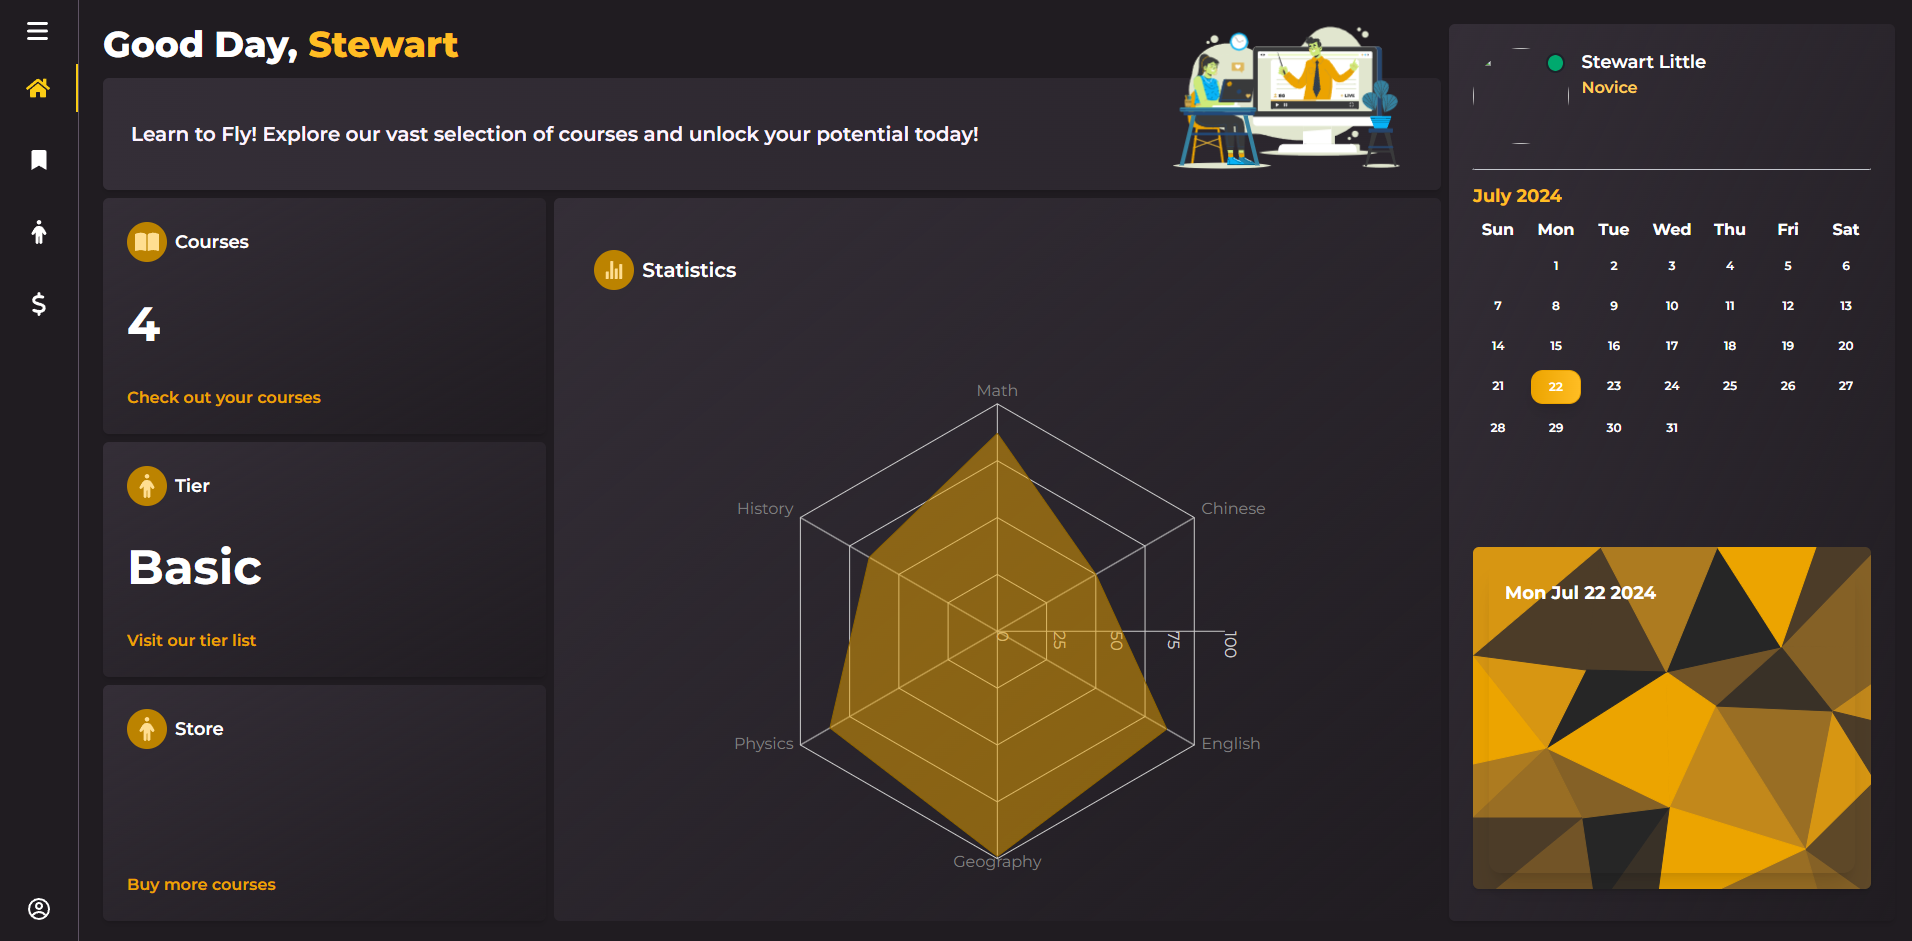 Good Day, Stewart
Learn to Fly! Explore our vast selection of courses and unlock your potential today!
Courses
4
Check out your courses
Tier
Basic
Visit our tier list
Store
Buy more courses
Statistics
Math
History
Chinese
0 25 50 75 100
Physics
English
Geography
Stewart Little
Novice
July 2024
Sun Mon Tue Wed Thu Fri Sat
1 2 3 4 5 6
7 8 9 10 11 12 13
14 15 16 17 18 19 20
21 22 23 24 25 26 27
28 29 30 31
Mon Jul 22 2024